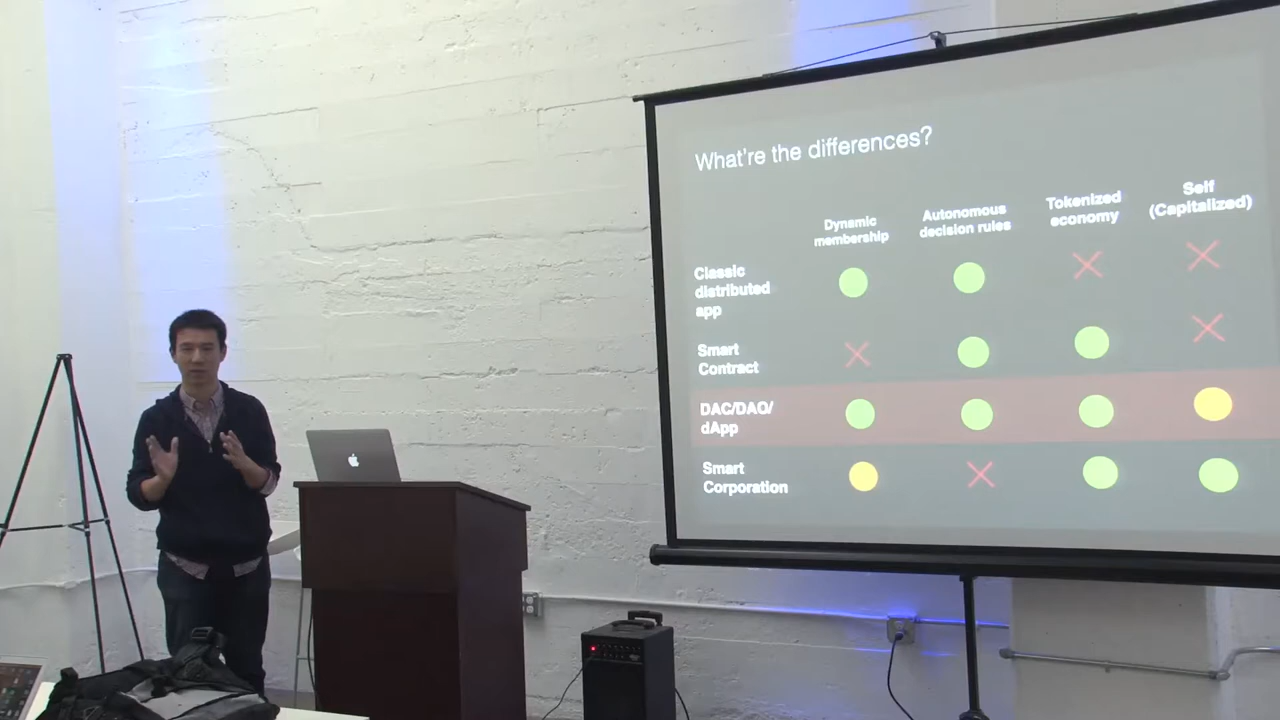 What're the differences?
Dynamic
membership
Autonomous
decision rules
Tokenized
economy
Self
(Capitalized)
Classic
distributed
app
Smart
Contract
DAC/DAO/
dApp
Smart
Corporation